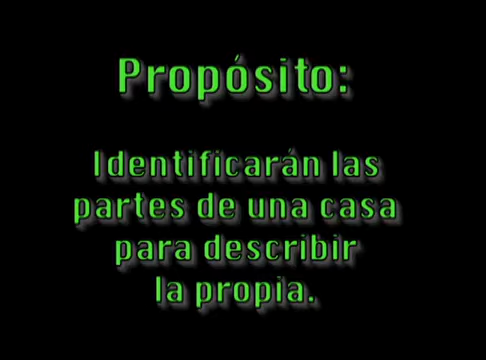 Propósito:
Identificarán las
partes de una casa
para describir
la propia.